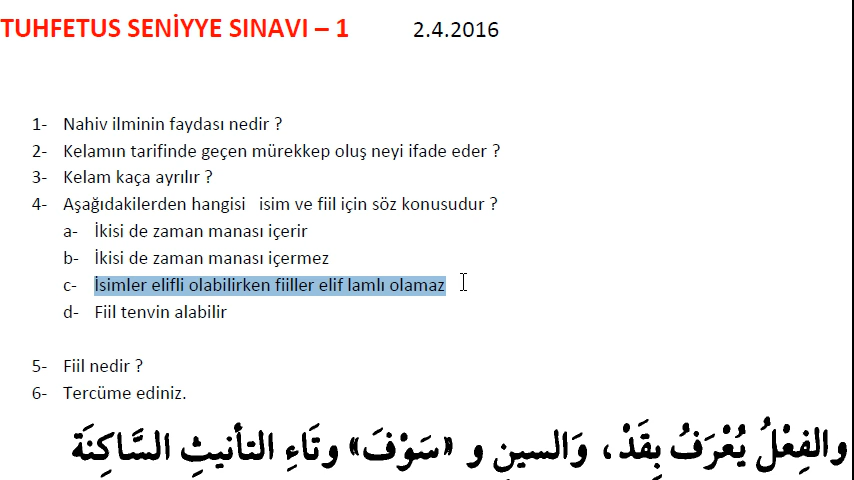 TUHFETUS SENİYYE SINAVI – 1 2.4.2016
1- Nahiv ilminin faydası nedir ?
2- Kelamın tarifinde geçen mürekkep oluş neyi ifade eder ?
3- Kelam kaça ayrılır ?
4- Aşağıdakilerden hangisi isim ve fiil için söz konusudur ?
a- İkisi de zaman manası içerir
b- İkisi de zaman manası içermez
c- İsimler elifli olabilirken fiiller elif lamlı olamaz
d- Fiil tenvin alabilir
5- Fiil nedir ?
6- Tercüme ediniz.
والفِعْلُ يُعْرَفُ بِقَدْ، وَالسينِ و «سَوْفَ» وتَاءِ التأنيثِ السَّاكِنَة